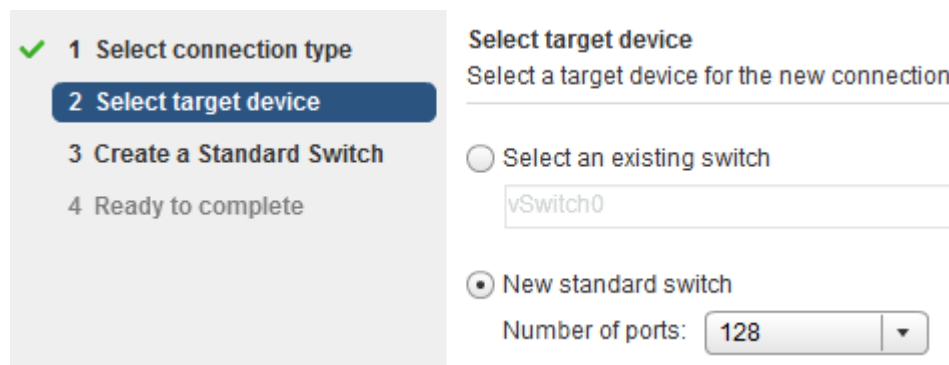 1 Select connection type
2 Select target device
3 Create a Standard Switch
4 Ready to complete
Select target device
Select a target device for the new connection
Select an existing switch
vSwitch0
New standard switch
Number of ports: 128